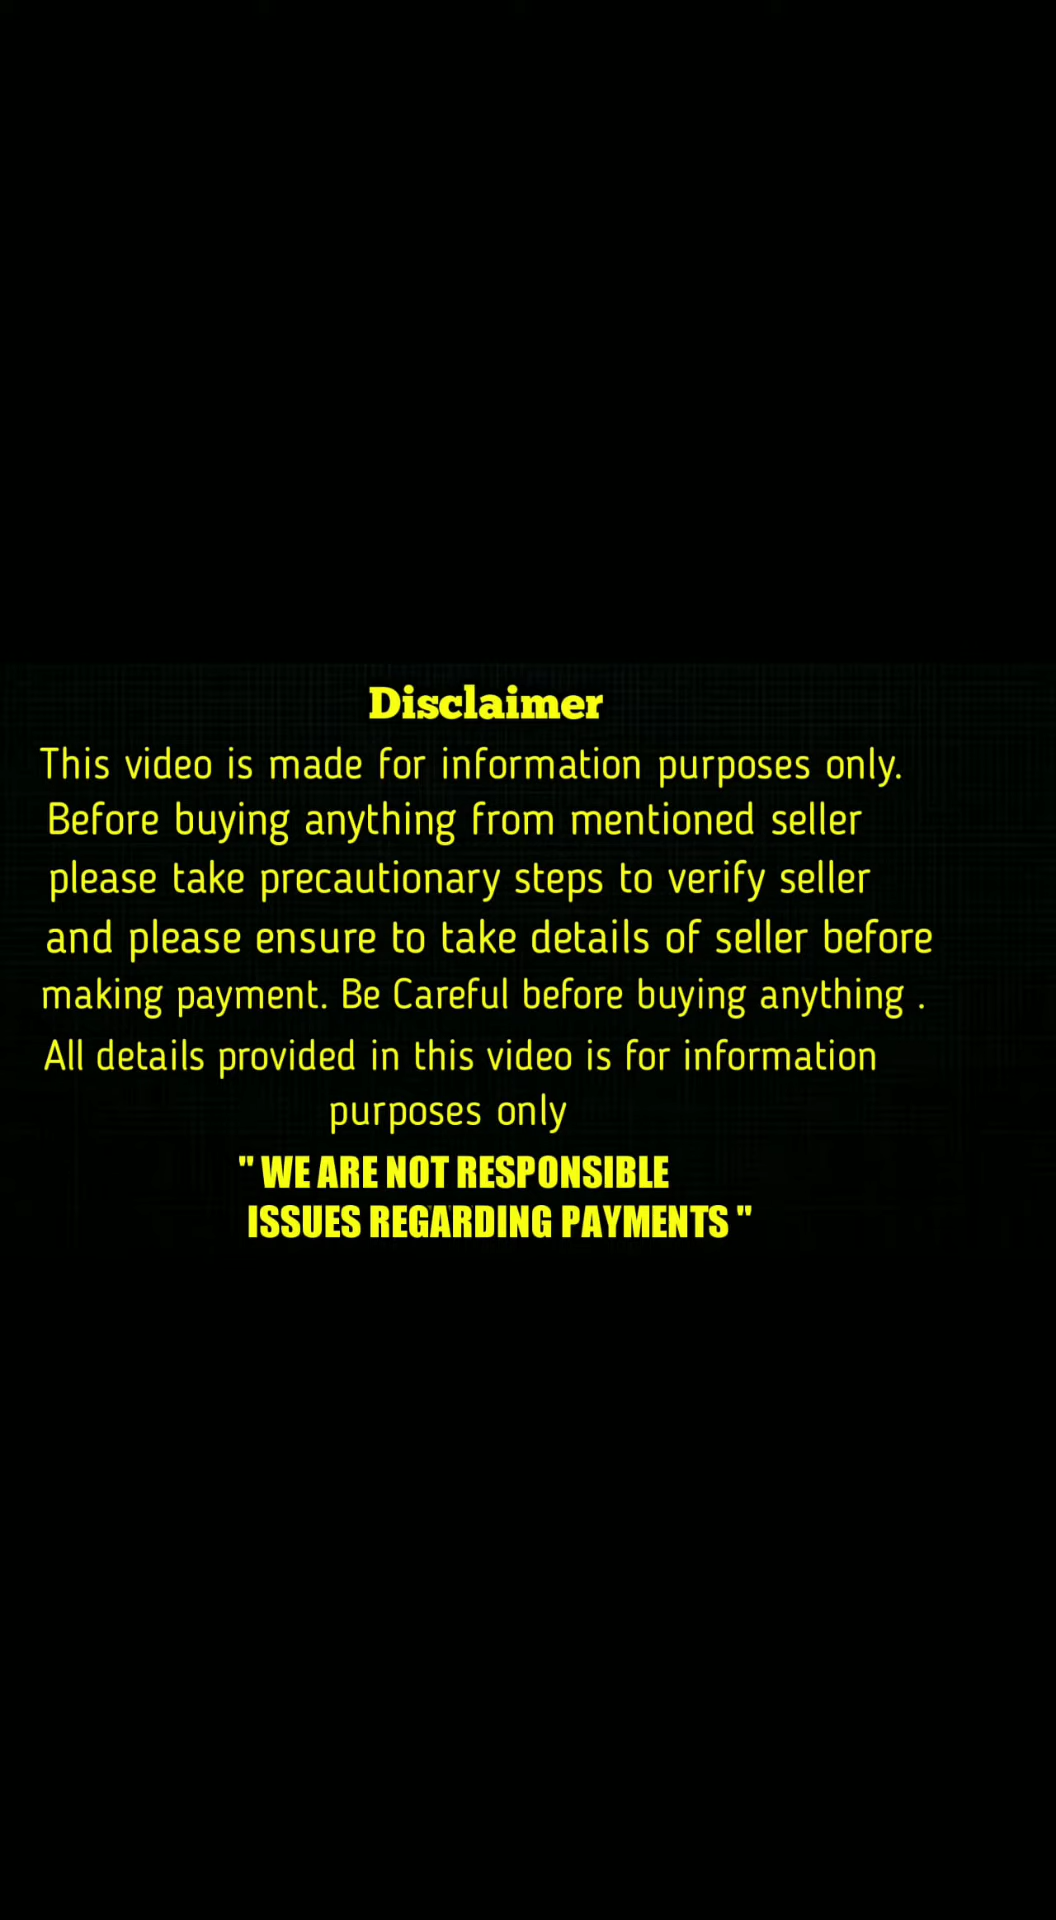 Disclaimer
This video is made for information purposes only.
Before buying anything from mentioned seller
please take precautionary steps to verify seller
and please ensure to take details of seller before
making payment. Be Careful before buying anything .
All details provided in this video is for information
purposes only
" WE ARE NOT RESPONSIBLE
ISSUES REGARDING PAYMENTS "